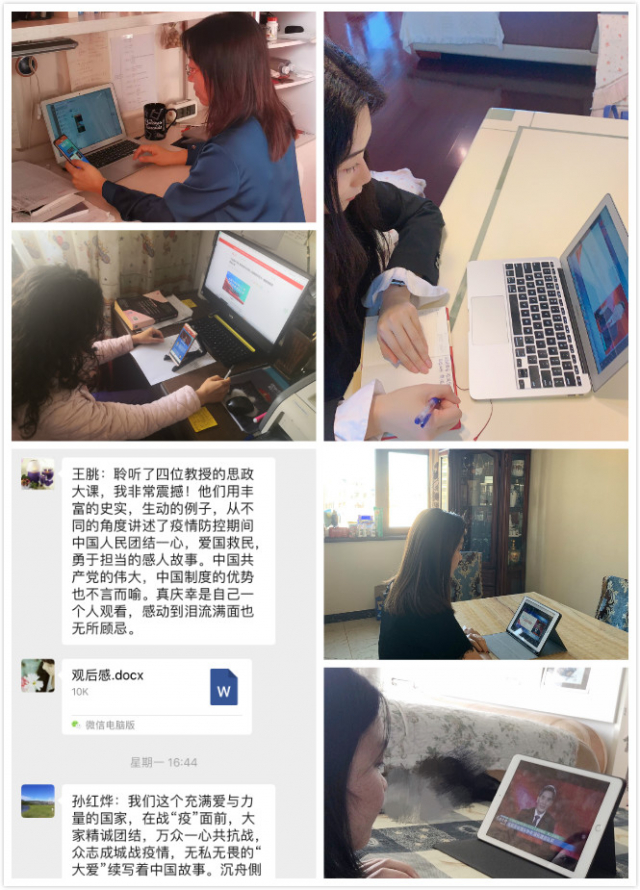 王朓：聆听了四位教授的思政
大课，我非常震撼！他们用丰
富的史实，生动的例子，从不
同的角度讲述了疫情防控期间
中国人民团结一心，爱国救民，
勇于担当的感人故事。中国共
产党的伟大，中国制度的优势
也不言而喻。真庆幸是自己一
个人观看，感动到泪流满面也
无所顾忌。
观后感.docx
10K
W
微信电脑版
星期一 16:44
孙红烨：我们这个充满爱与力
量的国家，在战“疫”面前，大
家精诚团结，万众一心共抗战，
众志成城战疫情，无私无畏的
“大爱”续写着中国故事。沉舟側